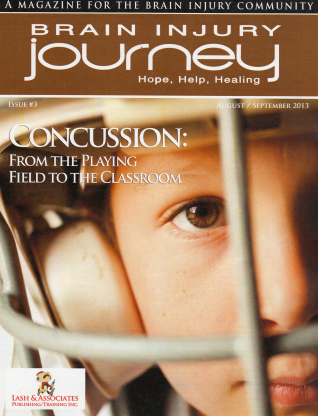 A MAGAZINE FOR THE BRAIN INJURY COMMUNITY
BRAIN INJURY
journey
Hope, Help, Healing
ISSUE #3
AUGUST / SEPTEMBER 2013
CONCUSSION:
FROM THE PLAYING
FIELD TO THE CLASSROOM
LASH & ASSOCIATES
PUBLISHING/TRAINING INC.